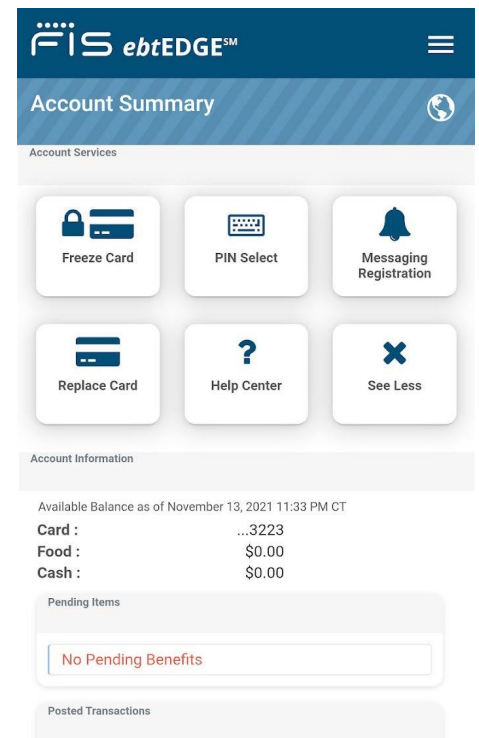 FIS ebtEDGE℠
Account Summary
Account Services
Freeze Card
PIN Select
Messaging
Registration
Replace Card
Help Center
See Less
Account Information
Available Balance as of November 13, 2021 11:33 PM CT
Card : ...3223
Food : $0.00
Cash : $0.00
Pending Items
No Pending Benefits
Posted Transactions